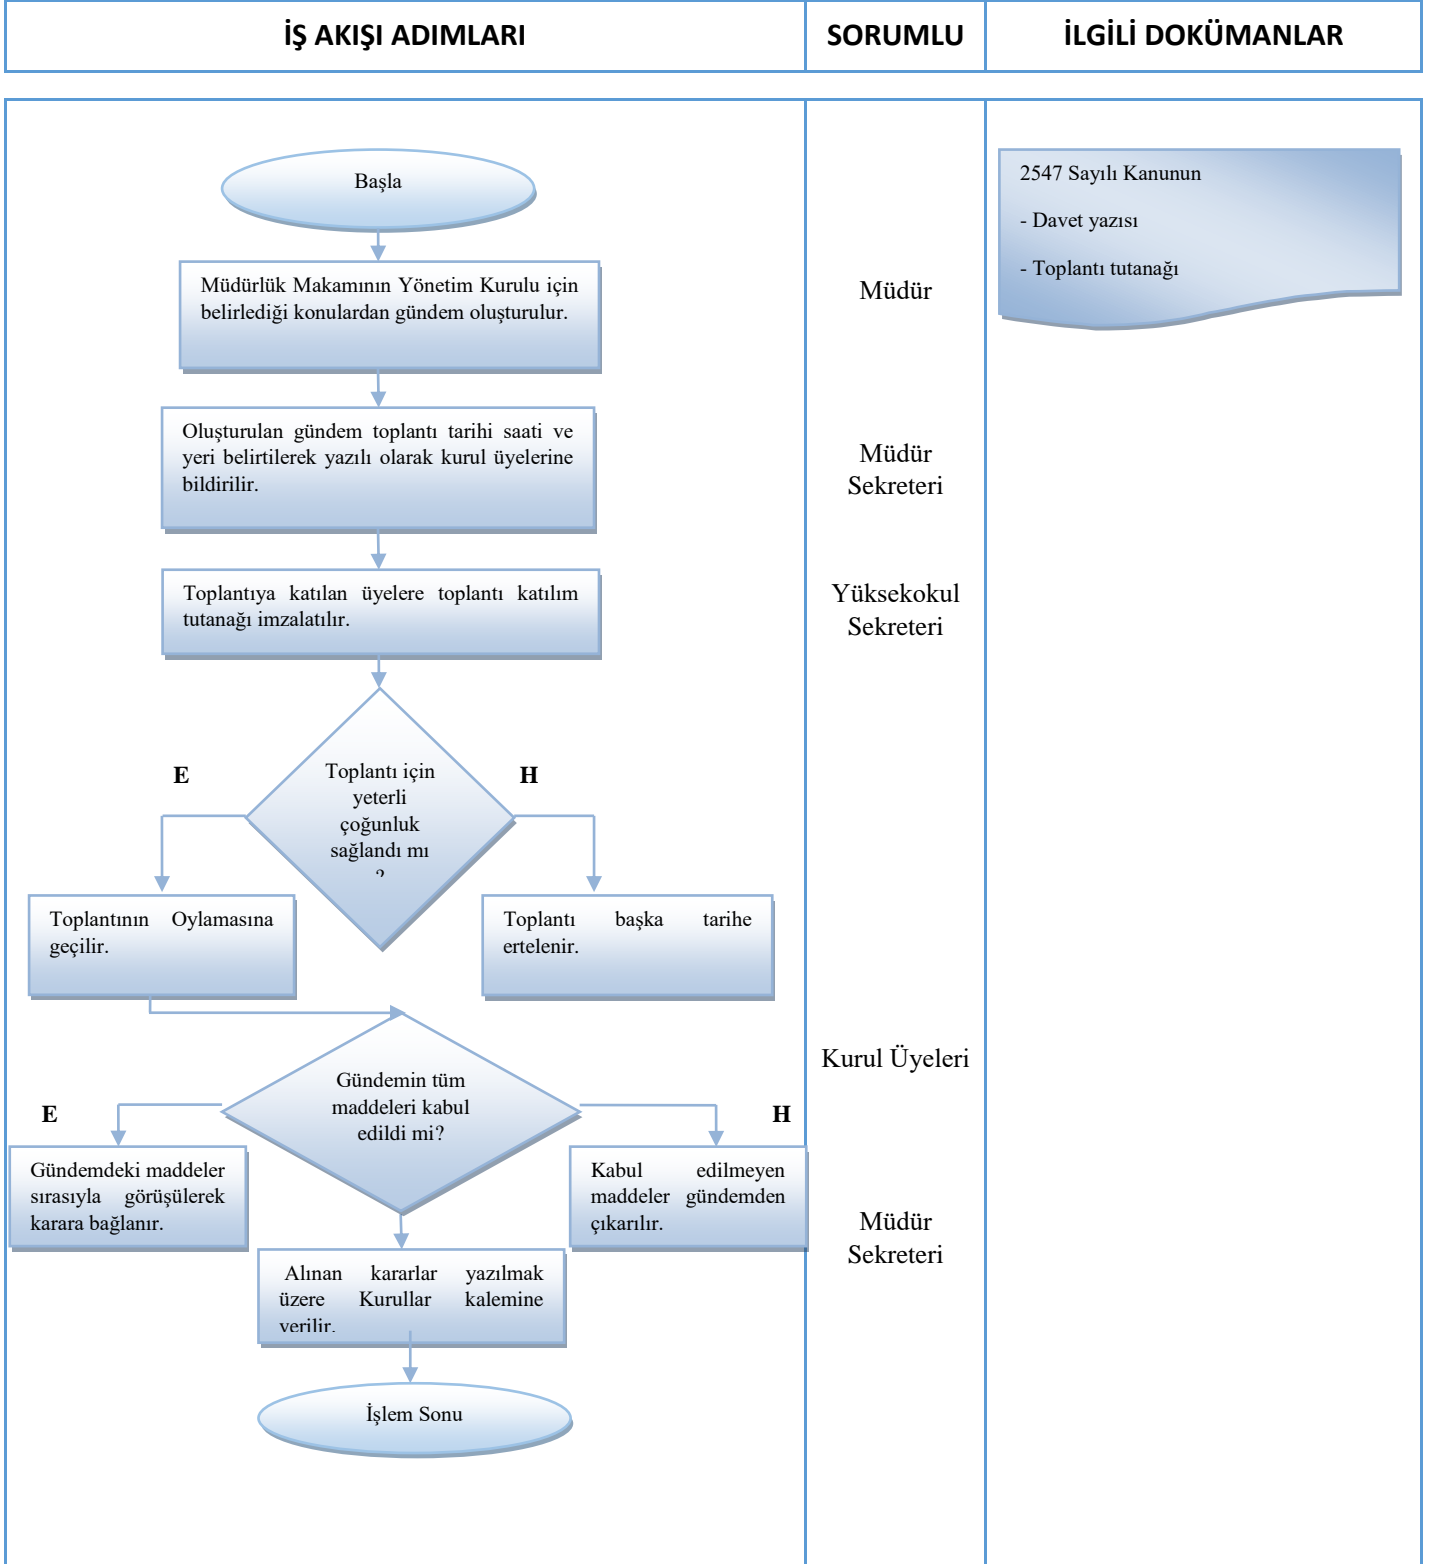 İŞ AKIŞI ADIMLARI
SORUMLU
İLGİLİ DOKÜMANLAR
Başla
2547 Sayılı Kanunun
- Davet yazısı
- Toplantı tutanağı
Müdürlük Makamının Yönetim Kurulu için
belirlediği konulardan gündem oluşturulur.
Müdür
Oluşturulan gündem toplantı tarihi saati ve
yeri belirtilerek yazılı olarak kurul üyelerine
bildirilir.
Müdür
Sekreteri
Toplantıya katılan üyelere toplantı katılım
tutanağı imzalatılır.
Yüksekokul
Sekreteri
E
Toplantı için
yeterli
çoğunluk
sağlandı mı
?
H
Toplantının Oylamasına
geçilir.
Toplantı başka tarihe
ertelenir.
Kurul Üyeleri
E
Gündemin tüm
maddeleri kabul
edildi mi?
H
Gündemdeki maddeler
sırasıyla görüşülerek
karara bağlanır.
Kabul edilmeyen
maddeler gündemden
çıkarılır.
Müdür
Sekreteri
Alınan kararlar yazılmak
üzere Kurullar kalemine
verilir.
İşlem Sonu